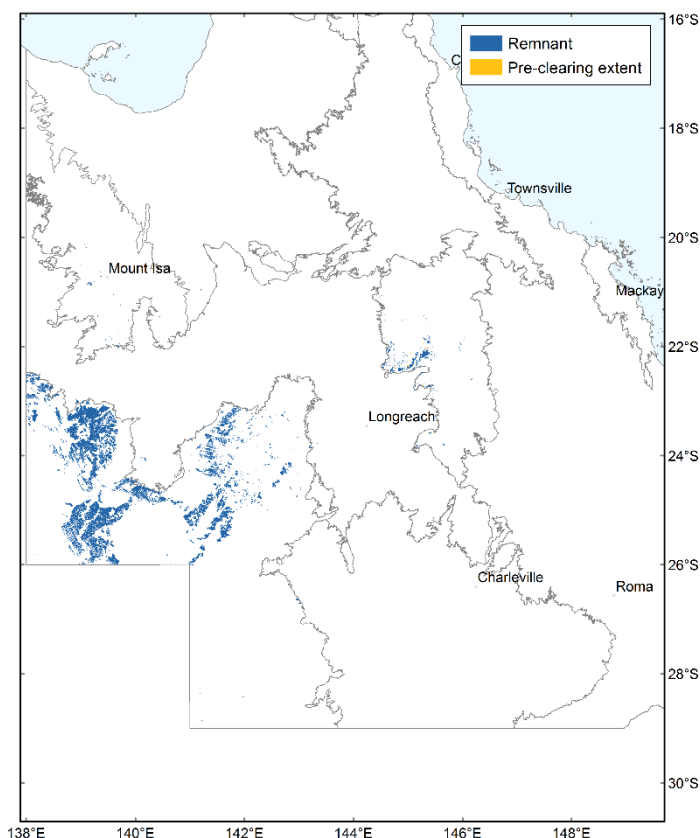 Remnant
Pre-clearing extent
C
16°S
18°S
Townsville
20°S
Mount Isa
Mackay
22°S
Longreach
24°S
26°S
Charleville
Roma
28°S
30°S
138°E
140°E
142°E
144°E
146°E
148°E